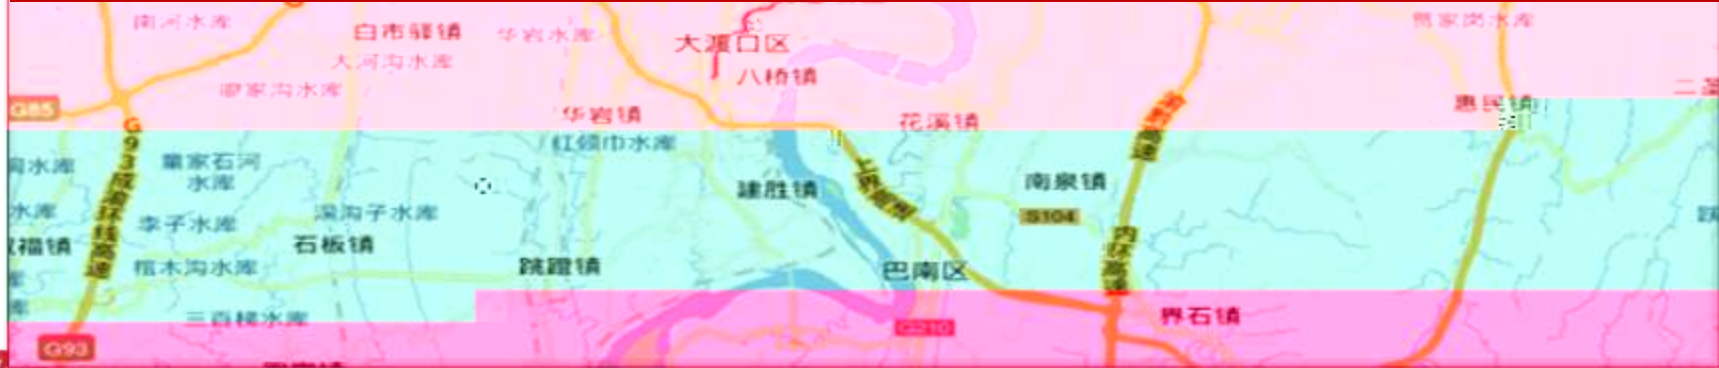 南河水库
白市驿镇
华岩水库
大渡口区
大河沟水库
八桥镇
廖家沟水库
G85
华岩镇
花溪镇
惠民镇
G93成渝环线高速
红领巾水库
童家石河
水库
建胜镇
南泉镇
S104
水库
李子水库
深沟子水库
石板镇
福镇
跳蹬镇
巴南区
内环高速
三百梯水库
G210
界石镇
G93